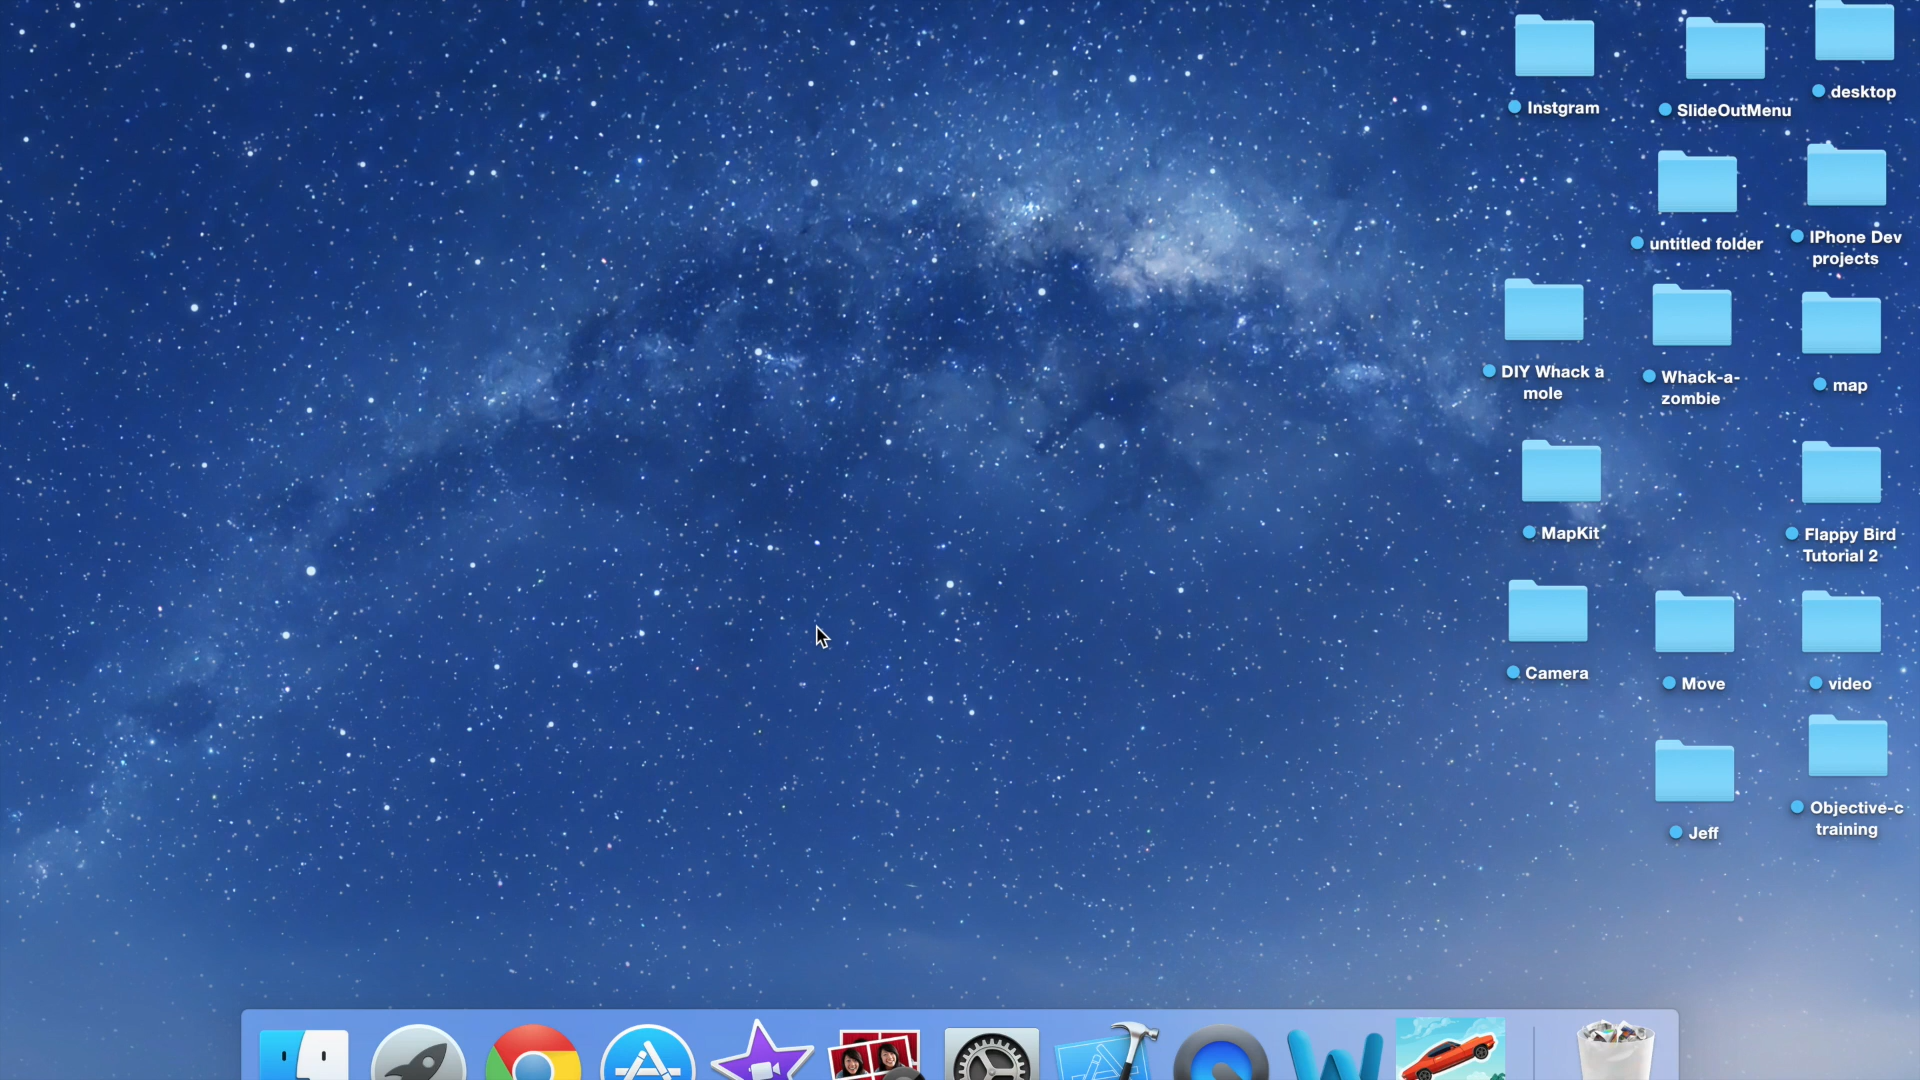 Instgram
SlideOutMenu
desktop
untitled folder
IPhone Dev
projects
DIY Whack a
mole
Whack-a-
zombie
map
MapKit
Flappy Bird
Tutorial 2
Camera
Move
video
Jeff
Objective-c
training